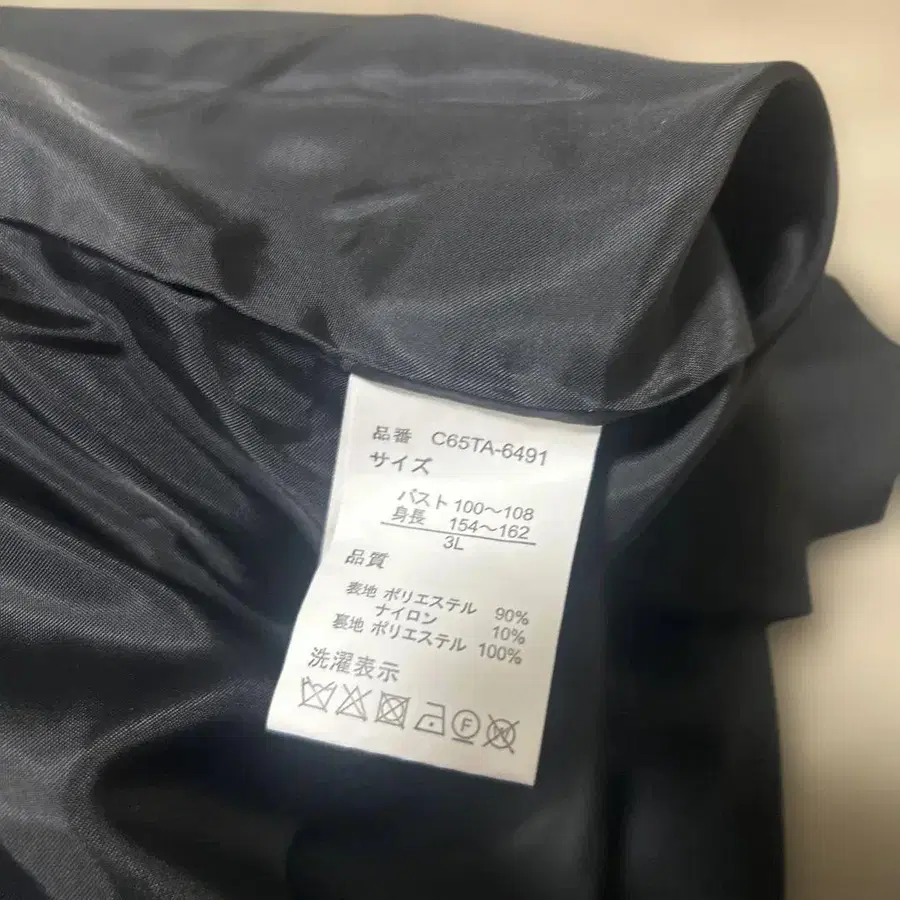 品番 C65TA-6491
サイズ
バスト 100～108
身長 154～162
3L
品質
表地 ポリエステル 90%
ナイロン 10%
裏地 ポリエステル 100%
洗濯表示
F W